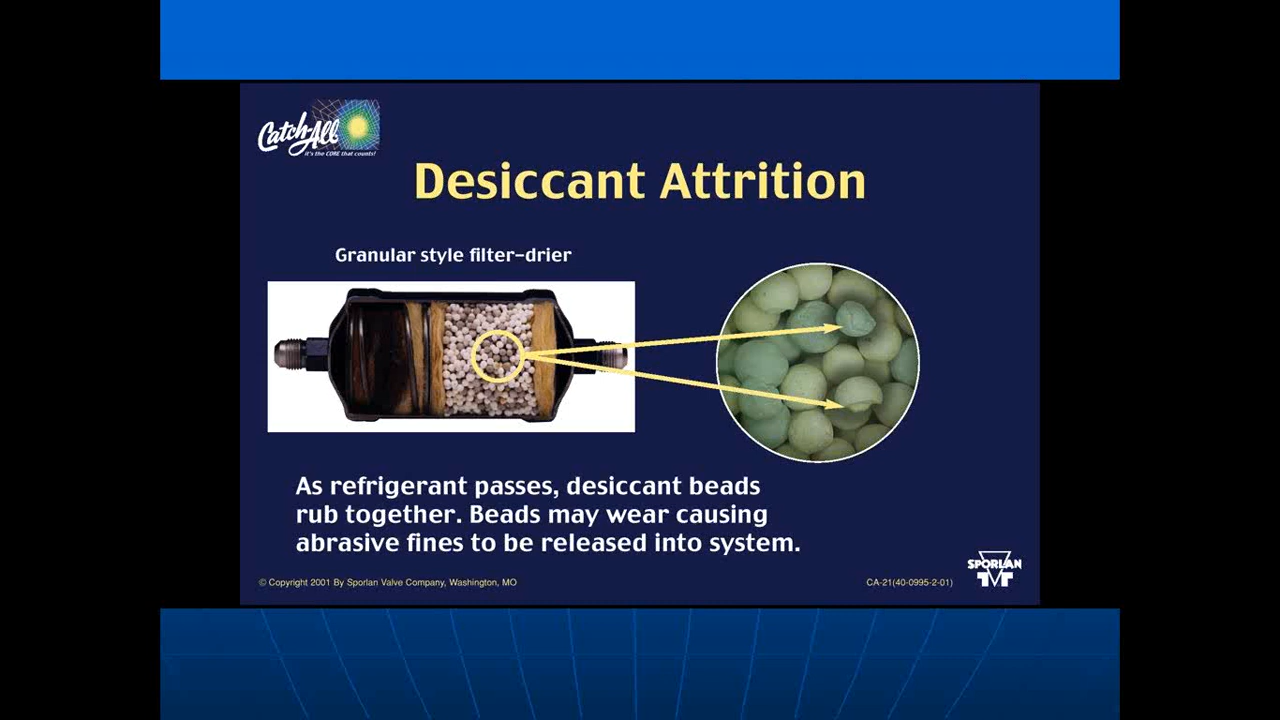 Catch-All
it's the CORE that counts!
Desiccant Attrition
Granular style filter-drier
As refrigerant passes, desiccant beads
rub together. Beads may wear causing
abrasive fines to be released into system.
© Copyright 2001 By Sporlan Valve Company, Washington, MO
CA-21(40-0995-2-01)
SPORLAN